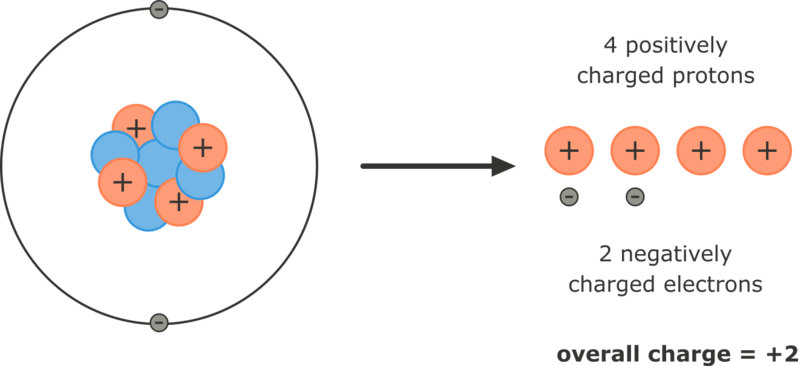 4 positively
charged protons
+ + + +
- -
2 negatively
charged electrons
overall charge = +2